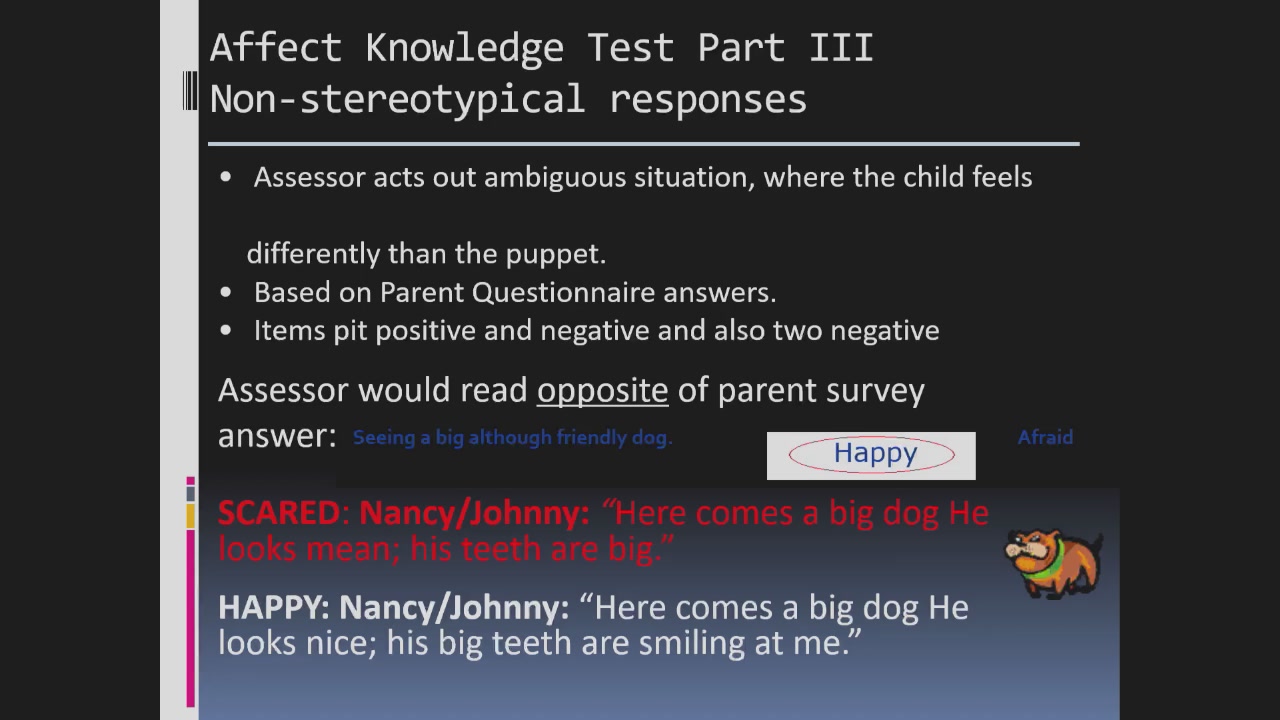 Affect Knowledge Test Part III
Non-stereotypical responses
• Assessor acts out ambiguous situation, where the child feels
differently than the puppet.
• Based on Parent Questionnaire answers.
• Items pit positive and negative and also two negative
Assessor would read opposite of parent survey
answer: Seeing a big although friendly dog. Happy Afraid
SCARED: Nancy/Johnny: “Here comes a big dog He
looks mean; his teeth are big.”
HAPPY: Nancy/Johnny: “Here comes a big dog He
looks nice; his big teeth are smiling at me.”